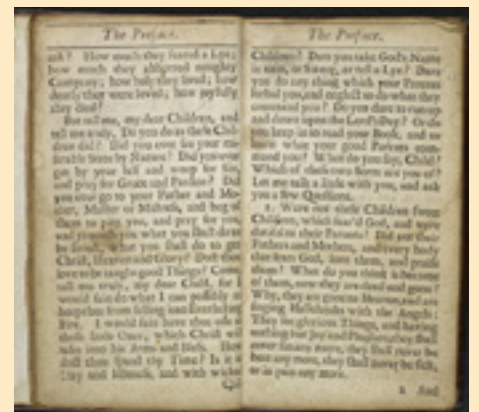 The Preface.
ask? How much they feared a Lye;
how much they abhorred naughty
Company; how holy they lived; how
dearly they were loved; how joyfully
they died?
But tell me, my dear Children, and
tell me truly, Do you do as these Chil-
dren did? Did you ever see your mi-
serable State by Nature? Did you ever
get by your self and weep for Sin,
and pray for Grace and Pardon? Did
you ever go to your Father and Mo-
ther, Master or Mistress, and beg of
them to pity you, and pray for you,
and teach you what you shall do to
be saved, what you shall do to get
Christ, Heaven and Glory? Dost thou
love to be taught good Things? Come
tell me truly, my dear Child, for I
would fain do what I can possibly to
keep thee from falling into Everlasting
Fire. I would fain have thee one of
those little Ones, which Christ will
take into his Arms and Bless. How
dost thou spend thy Time? Is it in
Play and Idleness, and with wicked
The Preface.
Children? Dare you take God's Name
in vain, or Swear, or tell a Lye? Dare
you do any thing which your Parents
forbid you, and neglect to do what they
command you? Do you dare to run up
and down upon the Lord's Day? Or do
you keep in to read your Book, and
learn what your good Parents com-
mand you? What do you say, Child?
Which of these two sorts are you of?
Let me talk a little with you, and ask
you a few Questions.
1. Were not these Children sweet
Children, which fear'd God, and were
dutiful to their Parents? Did not their
Fathers and Mothers, and every body
that fears God, love them, and praise
them? What do you think is become
of them, now they are dead and gone?
Why, they are gone to Heaven, and are
singing Hallelujahs with the Angels:
They see glorious Things, and having
nothing but Joy and Pleasure, they shall
never sin any more, they shall never be
beat any more, they shall never be sick,
or in pain any more.
2 And